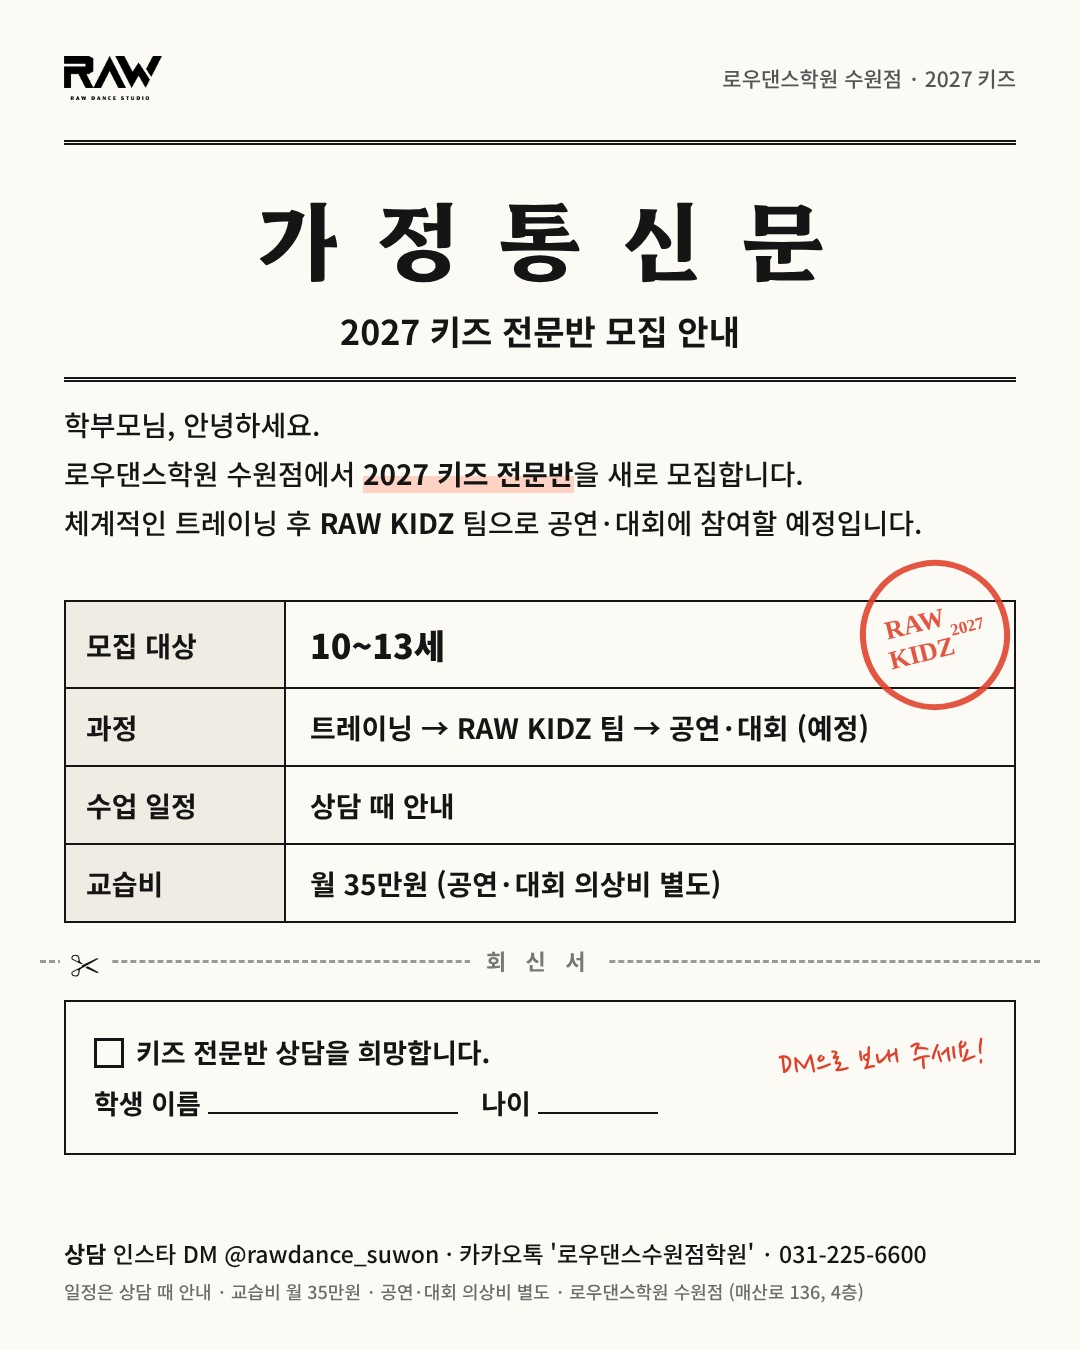 RAW
RAW DANCE STUDIO
로우댄스학원 수원점 · 2027 키즈
가정통신문
2027 키즈 전문반 모집 안내
학부모님, 안녕하세요.
로우댄스학원 수원점에서 2027 키즈 전문반을 새로 모집합니다.
체계적인 트레이닝 후 RAW KIDZ 팀으로 공연·대회에 참여할 예정입니다.
RAW
KIDZ 2027
모집 대상 10~13세
과정 트레이닝 → RAW KIDZ 팀 → 공연·대회 (예정)
수업 일정 상담 때 안내
교습비 월 35만원 (공연·대회 의상비 별도)
회 신 서
키즈 전문반 상담을 희망합니다.
DM으로 보내 주세요!
학생 이름 나이
상담 인스타 DM @rawdance_suwon · 카카오톡 '로우댄스수원점학원' · 031-225-6600
일정은 상담 때 안내 · 교습비 월 35만원 · 공연·대회 의상비 별도 · 로우댄스학원 수원점 (매산로 136, 4층)